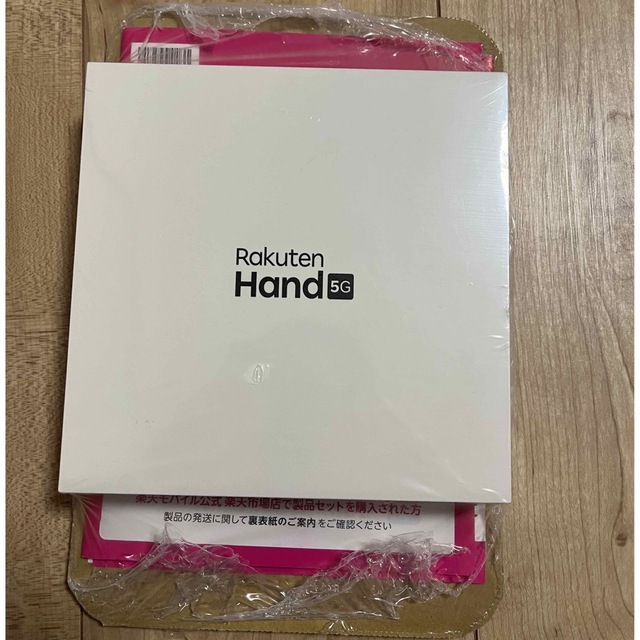 Rakuten
Hand 5G
楽天モバイル公式 楽天市場店で製品セットを購入された方
製品の発送に関して裏表紙のご案内をご確認ください